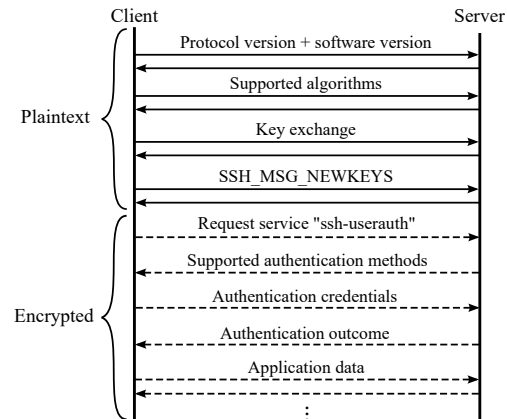 Client Server
Protocol version + software version
Supported algorithms
Plaintext
Key exchange
SSH_MSG_NEWKEYS
Request service "ssh-userauth"
Supported authentication methods
Authentication credentials
Encrypted
Authentication outcome
Application data
⋮